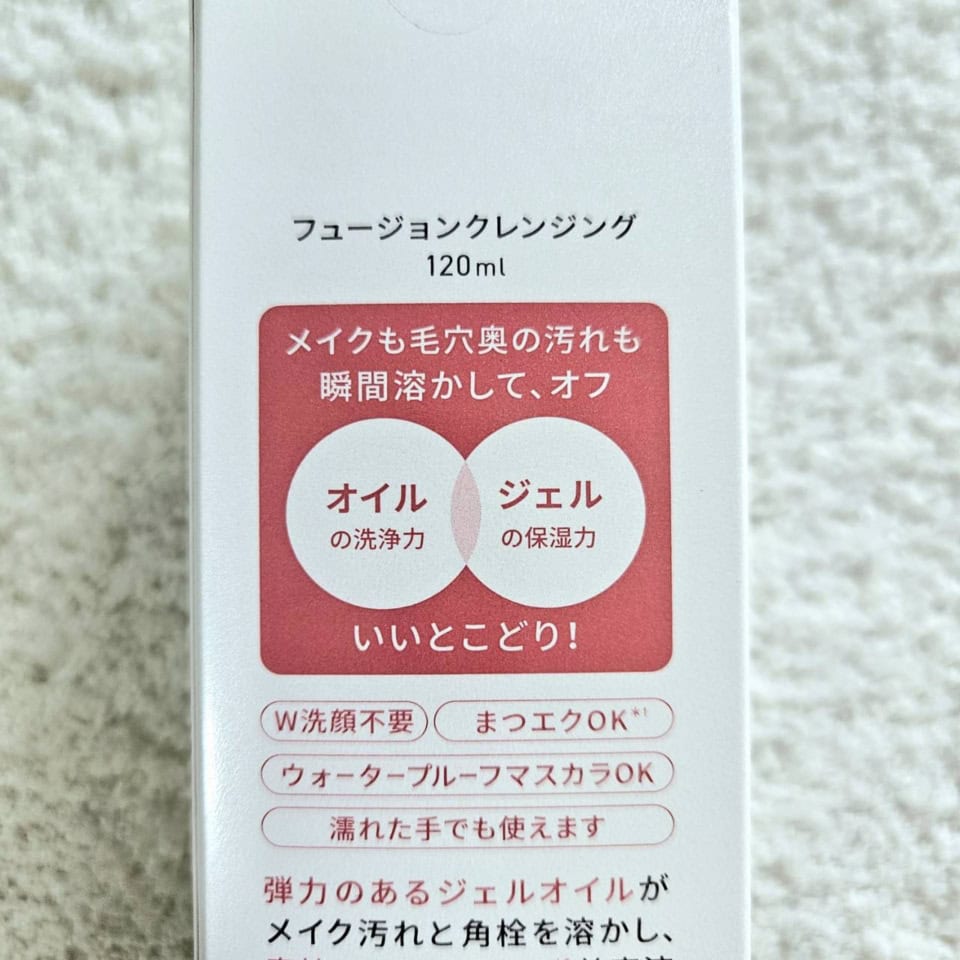 フュージョンクレンジング
120ml
メイクも毛穴奥の汚れも
瞬間溶かして、オフ
オイル
の洗浄力
ジェル
の保湿力
いいとこどり!
W洗顔不要
まつエクOK*1
ウォータープルーフマスカラOK
濡れた手でも使えます
弾力のあるジェルオイルが
メイク汚れと角栓を溶かし、